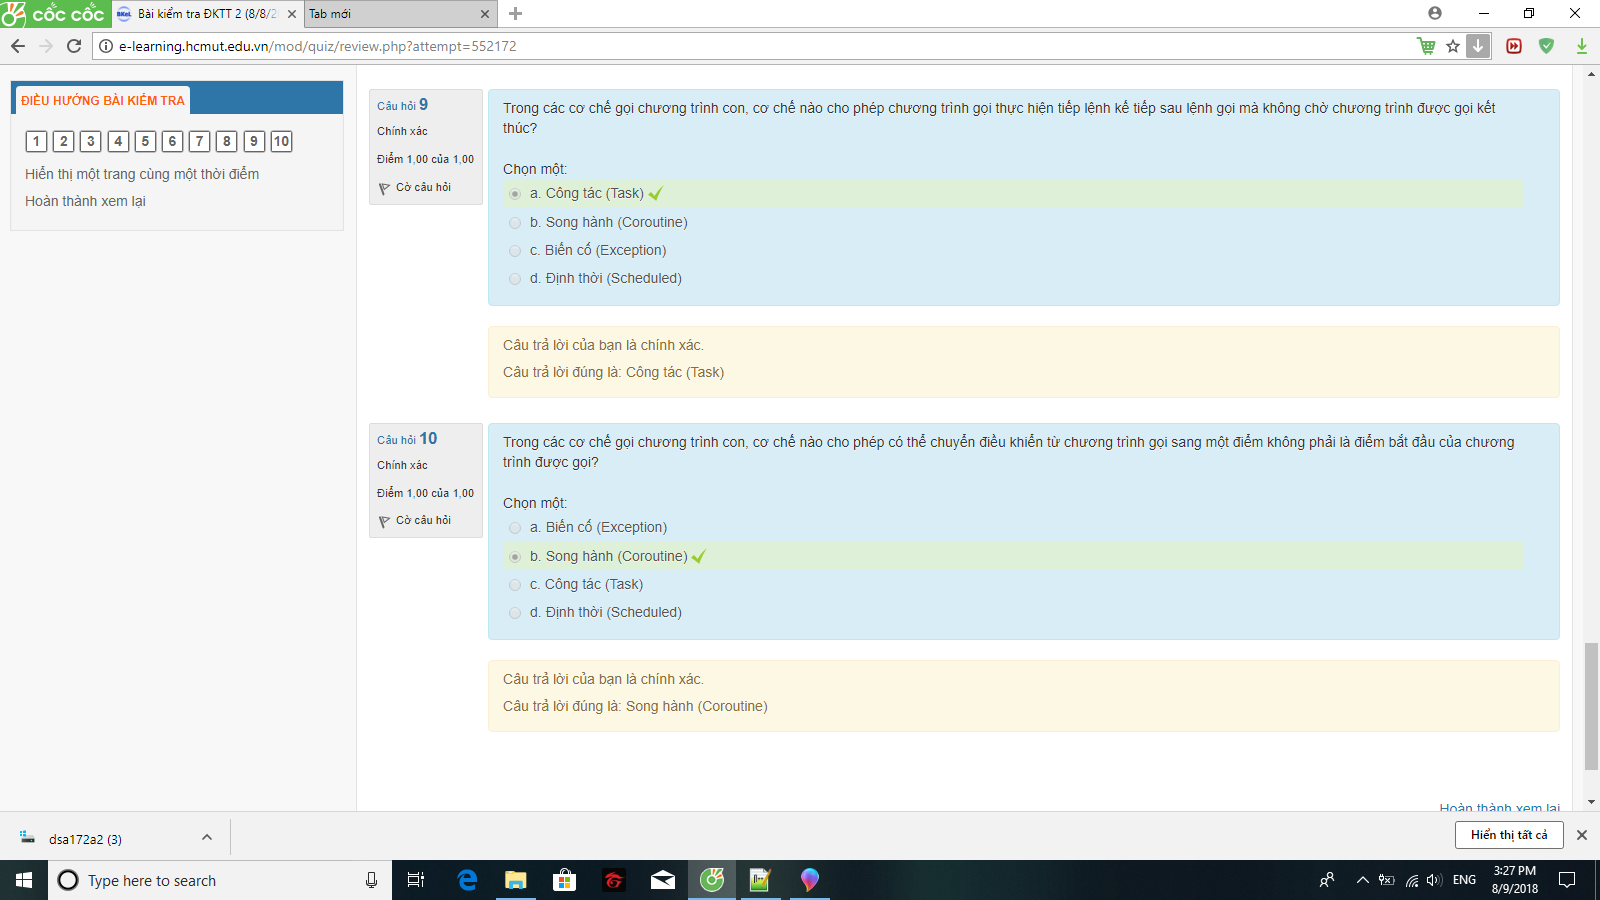 cốc cốc
BKeL
Bài kiểm tra ĐKTT 2 (8/8/2
Tab mới
e-learning.hcmut.edu.vn/mod/quiz/review.php?attempt=552172
ĐIỀU HƯỚNG BÀI KIỂM TRA
1 2 3 4 5 6 7 8 9 10
Hiển thị một trang cùng một thời điểm
Hoàn thành xem lại
Câu hỏi 9
Chính xác
Điểm 1,00 của 1,00
Cờ câu hỏi
Trong các cơ chế gọi chương trình con, cơ chế nào cho phép chương trình gọi thực hiện tiếp lệnh kế tiếp sau lệnh gọi mà không chờ chương trình được gọi kết
thúc?
Chọn một:
a. Công tác (Task)
b. Song hành (Coroutine)
c. Biến cố (Exception)
d. Định thời (Scheduled)
Câu trả lời của bạn là chính xác.
Câu trả lời đúng là: Công tác (Task)
Câu hỏi 10
Chính xác
Điểm 1,00 của 1,00
Cờ câu hỏi
Trong các cơ chế gọi chương trình con, cơ chế nào cho phép có thể chuyển điều khiển từ chương trình gọi sang một điểm không phải là điểm bắt đầu của chương
trình được gọi?
Chọn một:
a. Biến cố (Exception)
b. Song hành (Coroutine)
c. Công tác (Task)
d. Định thời (Scheduled)
Câu trả lời của bạn là chính xác.
Câu trả lời đúng là: Song hành (Coroutine)
Hoàn thành xem lại
dsa172a2 (3)
Hiển thị tất cả
Type here to search
ENG
3:27 PM
8/9/2018